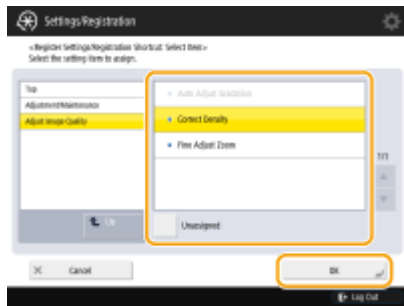 Settings/Registration
<Register Settings/Registration Shortcut: Select Item>
Select the setting item to assign.
Top
Adjustment/Maintenance
Adjust Image Quality
Auto Adjust Gradation
Correct Density
Fine Adjust Zoom
1/1
Up
Unassigned
Cancel
OK
Log Out